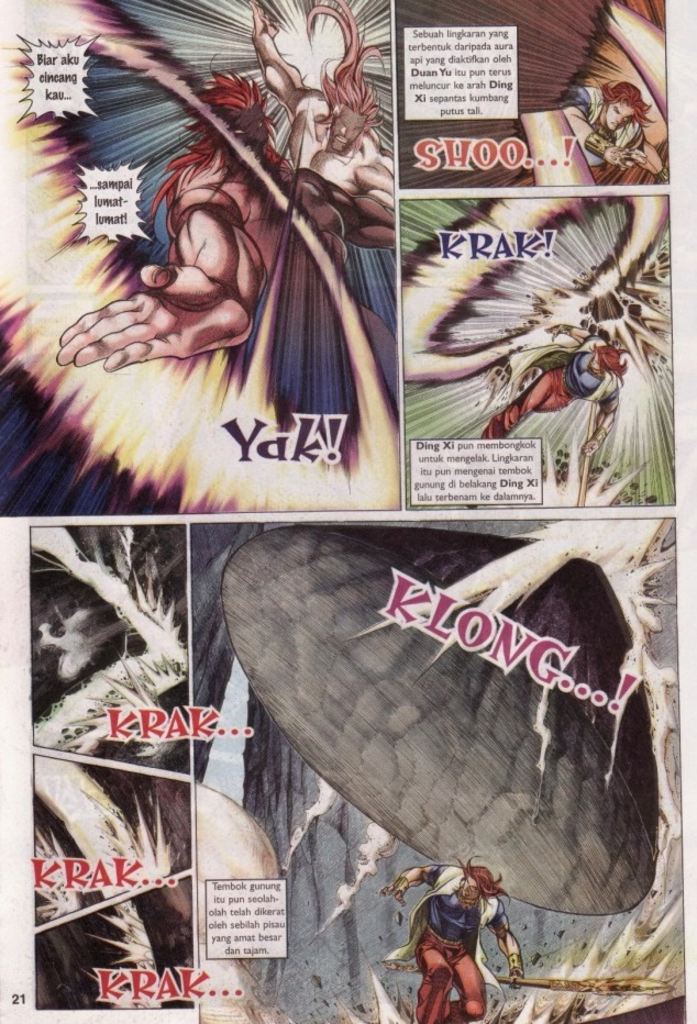 Biar aku
cincang
kau...
...sampai
lumat-
lumat!
Yak!
Sebuah lingkaran yang
terbentuk daripada aura
api yang diaktifkan oleh
Duan Yu itu pun terus
meluncur ke arah Ding
Xi sepantas kumbang
putus tali.
SHOO...!
KRAK!
Ding Xi pun membongkok
untuk mengelak. Lingkaran
itu pun mengenai tembok
gunung di belakang Ding Xi
lalu terbenam ke dalamnya.
KRAK...
KRAK...
KRAK...
KLONG...!
Tembok gunung
itu pun seolah-
olah telah dikerat
oleh sebilah pisau
yang amat besar
dan tajam.
21